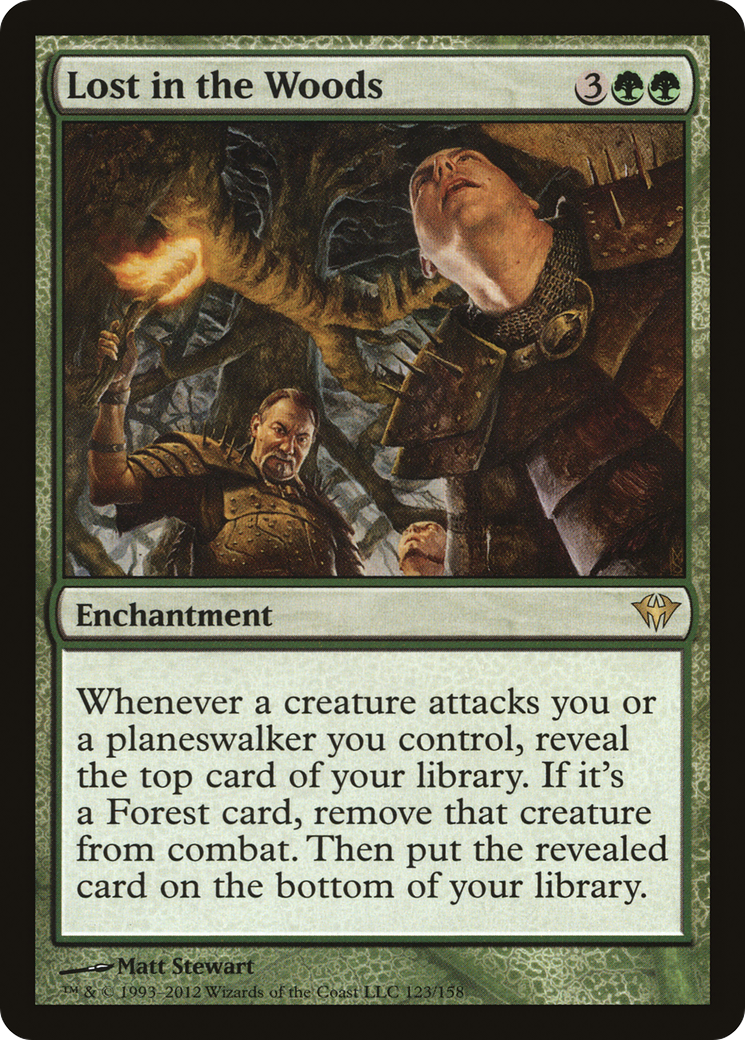 Lost in the Woods 3
Enchantment
Whenever a creature attacks you or
a planeswalker you control, reveal
the top card of your library. If it's
a Forest card, remove that creature
from combat. Then put the revealed
card on the bottom of your library.
Matt Stewart
™ & © 1993–2012 Wizards of the Coast LLC 123/158